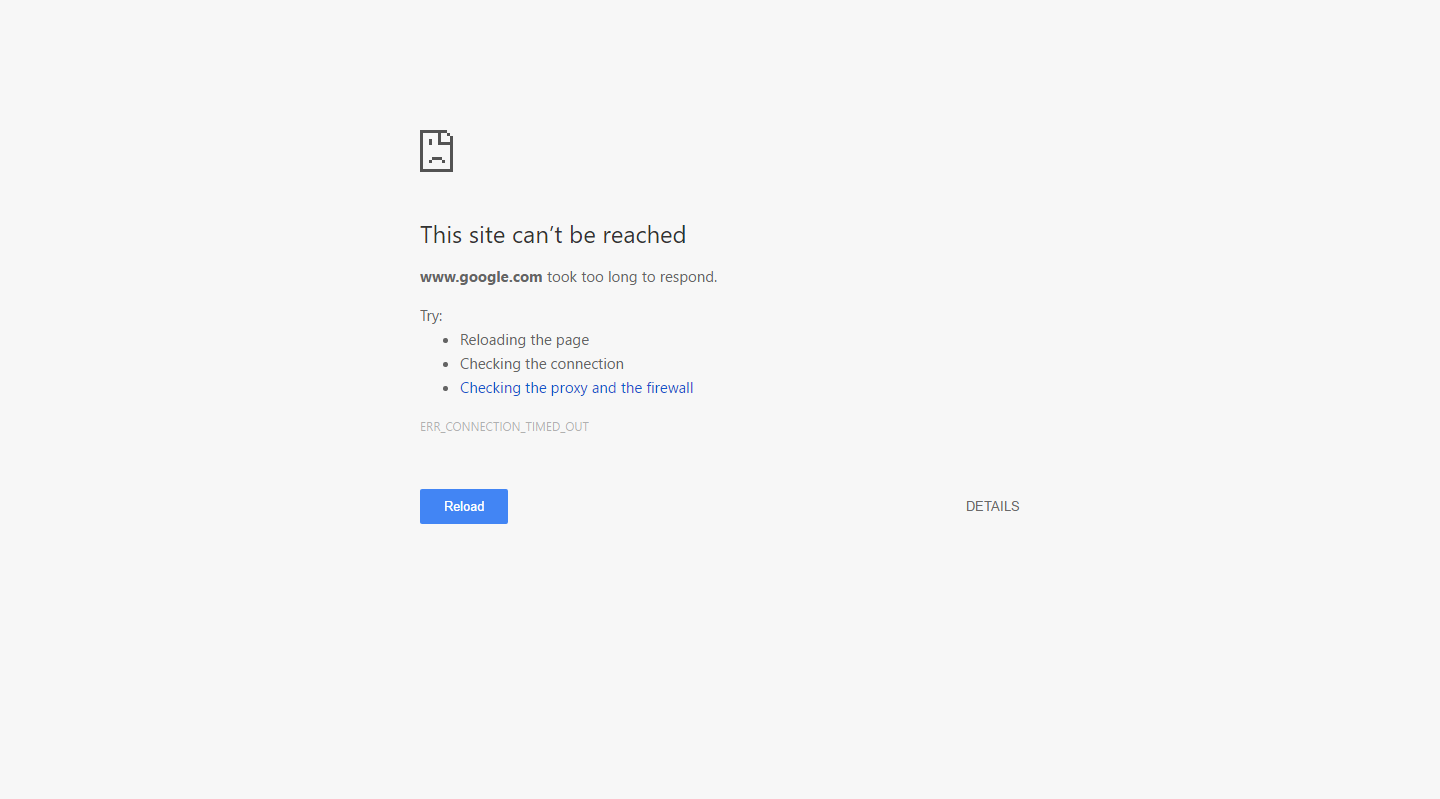 This site can’t be reached
www.google.com took too long to respond.
Try:
Reloading the page
Checking the connection
Checking the proxy and the firewall
ERR_CONNECTION_TIMED_OUT
Reload
DETAILS